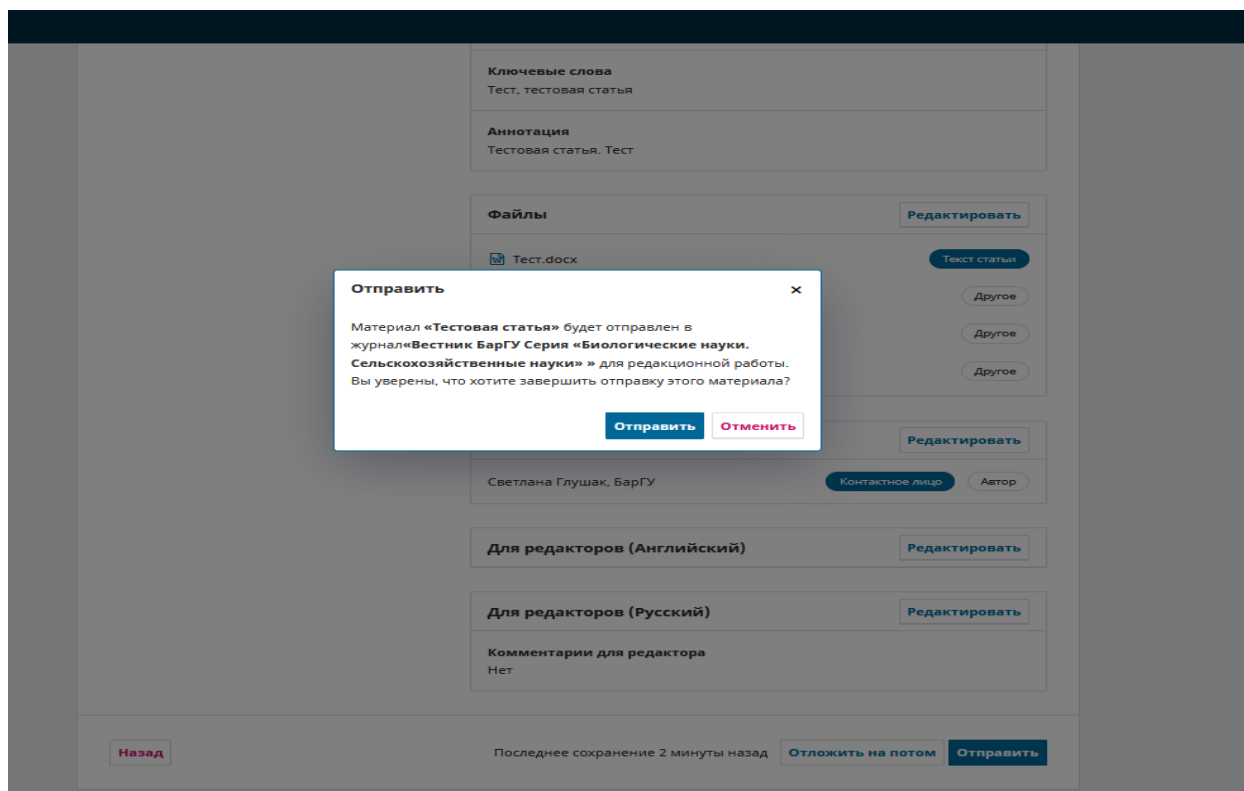 Ключевые слова
Тест, тестовая статья
Аннотация
Тестовая статья. Тест
Файлы
Редактировать
Тест.docx
Текст статьи
Другое
Другое
Другое
Отправить
×
Материал «Тестовая статья» будет отправлен в
журнал«Вестник БарГУ Серия «Биологические науки.
Сельскохозяйственные науки» » для редакционной работы.
Вы уверены, что хотите завершить отправку этого материала?
Отправить
Отменить
Редактировать
Светлана Глушак, БарГУ
Контактное лицо
Автор
Для редакторов (Английский)
Редактировать
Для редакторов (Русский)
Редактировать
Комментарии для редактора
Нет
Назад
Последнее сохранение 2 минуты назад
Отложить на потом
Отправить